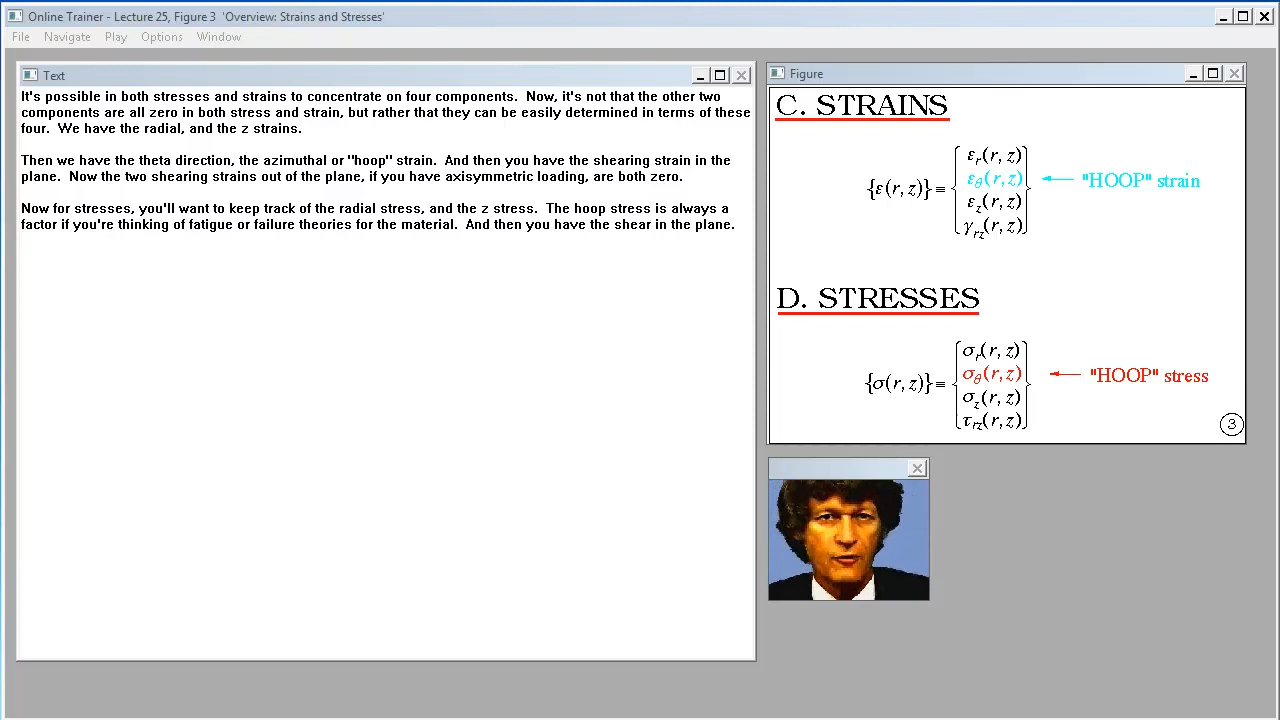 Online Trainer - Lecture 25, Figure 3 'Overview: Strains and Stresses'
File Navigate Play Options Window
Text
It's possible in both stresses and strains to concentrate on four components. Now, it's not that the other two
components are all zero in both stress and strain, but rather that they can be easily determined in terms of these
four. We have the radial, and the z strains.
Then we have the theta direction, the azimuthal or "hoop" strain. And then you have the shearing strain in the
plane. Now the two shearing strains out of the plane, if you have axisymmetric loading, are both zero.
Now for stresses, you'll want to keep track of the radial stress, and the z stress. The hoop stress is always a
factor if you're thinking of fatigue or failure theories for the material. And then you have the shear in the plane.
Figure
C. STRAINS
{ε(r, z)} ≡ { εr(r, z)
εθ(r, z)
εz(r, z)
γrz(r, z) }
"HOOP" strain
D. STRESSES
{σ(r, z)} ≡ { σr(r, z)
σθ(r, z)
σz(r, z)
τrz(r, z) }
"HOOP" stress
3